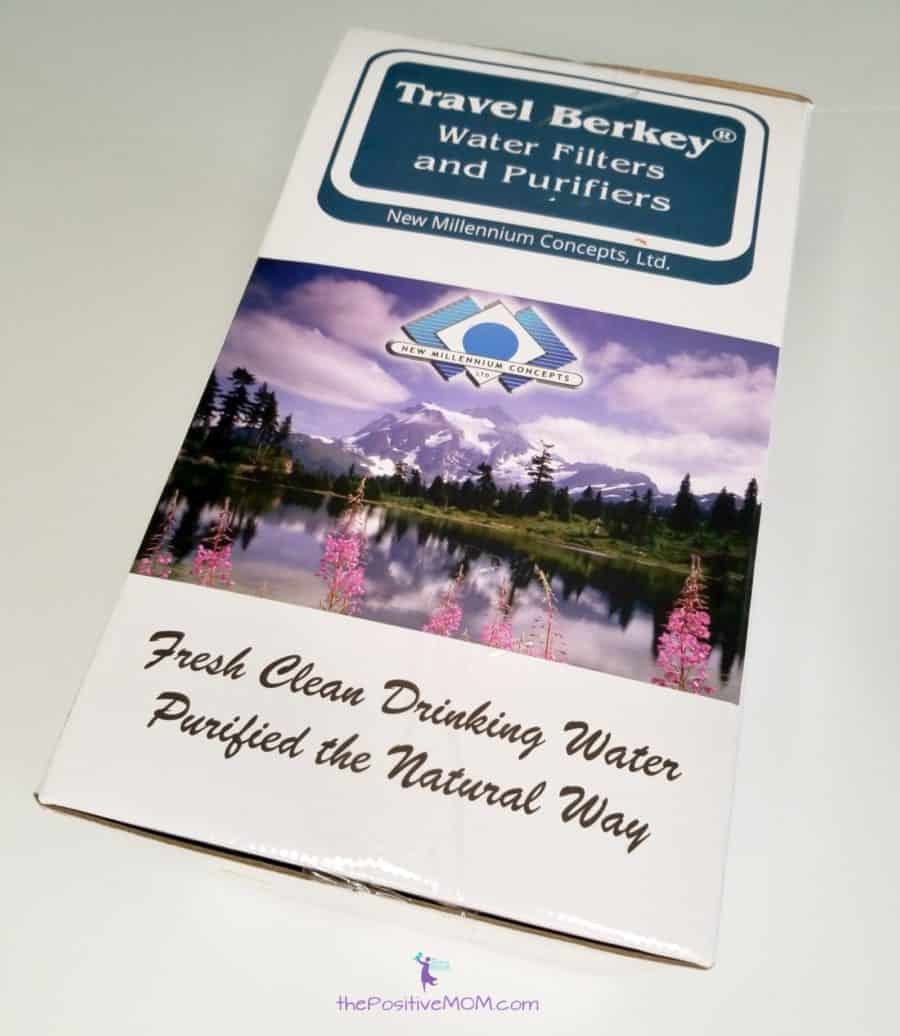 Travel Berkey®
Water Filters
and Purifiers
New Millennium Concepts, Ltd.
NEW MILLENNIUM CONCEPTS
LTD
Fresh Clean Drinking Water
Purified the Natural Way
thePositiveMOM.com